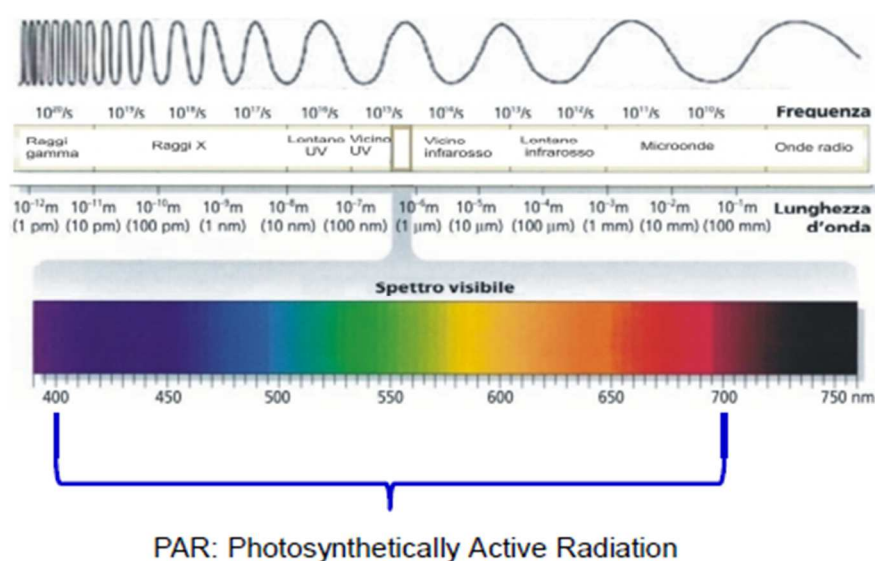 10²⁰/s 10¹⁹/s 10¹⁸/s 10¹⁷/s 10¹⁶/s 10¹⁵/s 10¹⁴/s 10¹³/s 10¹²/s 10¹¹/s 10¹⁰/s Frequenza
Raggi gamma Raggi X Lontano UV Vicino UV Vicino infrarosso Lontano infrarosso Microonde Onde radio
10⁻¹²m 10⁻¹¹m 10⁻¹⁰m 10⁻⁹m 10⁻⁸m 10⁻⁷m 10⁻⁶m 10⁻⁵m 10⁻⁴m 10⁻³m 10⁻²m 10⁻¹m Lunghezza
(1 pm) (10 pm) (100 pm) (1 nm) (10 nm) (100 nm) (1 μm) (10 μm) (100 μm) (1 mm) (10 mm) (100 mm) d'onda
Spettro visibile
400 450 500 550 600 650 700 750 nm
PAR: Photosynthetically Active Radiation